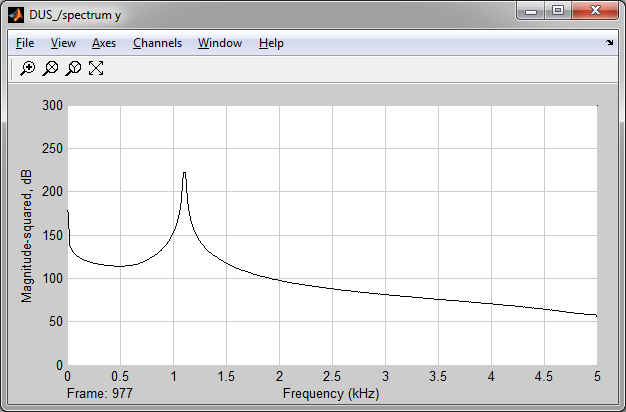 DUS_/spectrum y
File View Axes Channels Window Help
300
250
200
150
100
50
0
Magnitude-squared, dB
0 0.5 1 1.5 2 2.5 3 3.5 4 4.5 5
Frame: 977 Frequency (kHz)